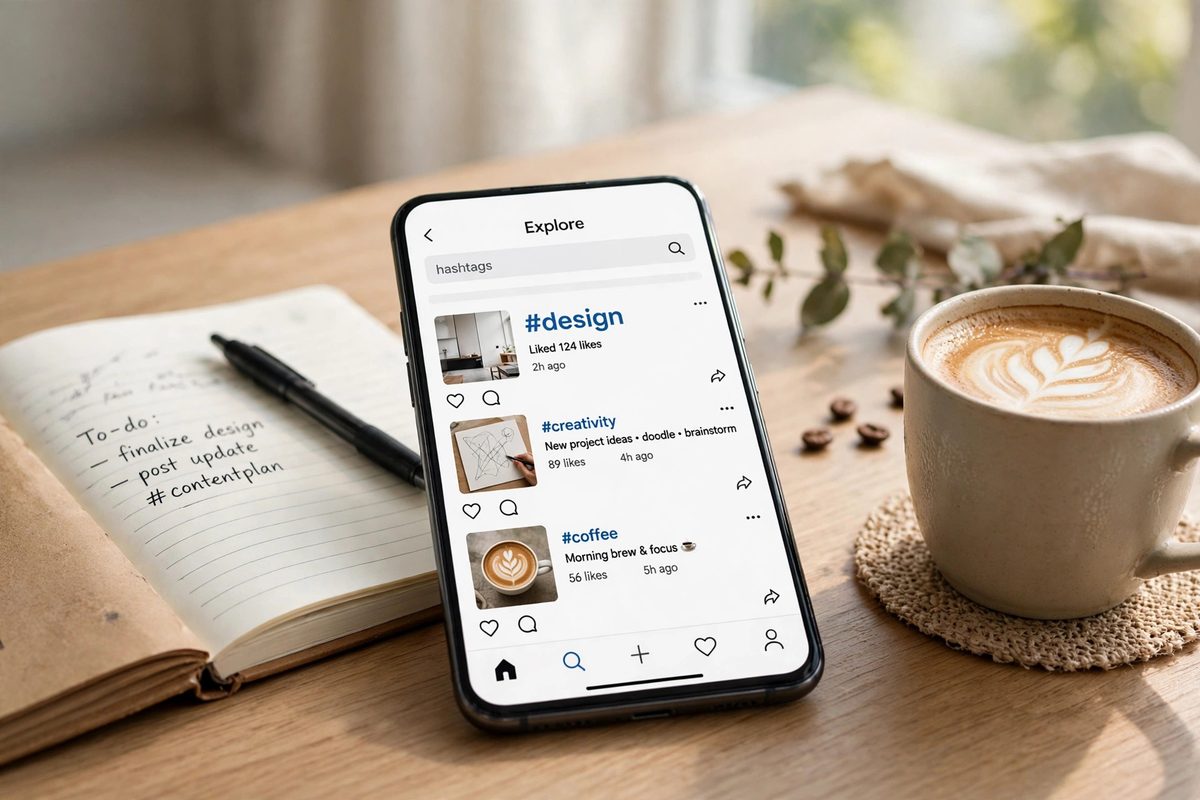 Explore
hashtags
#design
Liked 124 likes
2h ago
#creativity
New project ideas • doodle • brainstorm
89 likes 4h ago
#coffee
Morning brew & focus ☕
56 likes 5h ago
To-do:
– finalize design
– post update
# contentplan